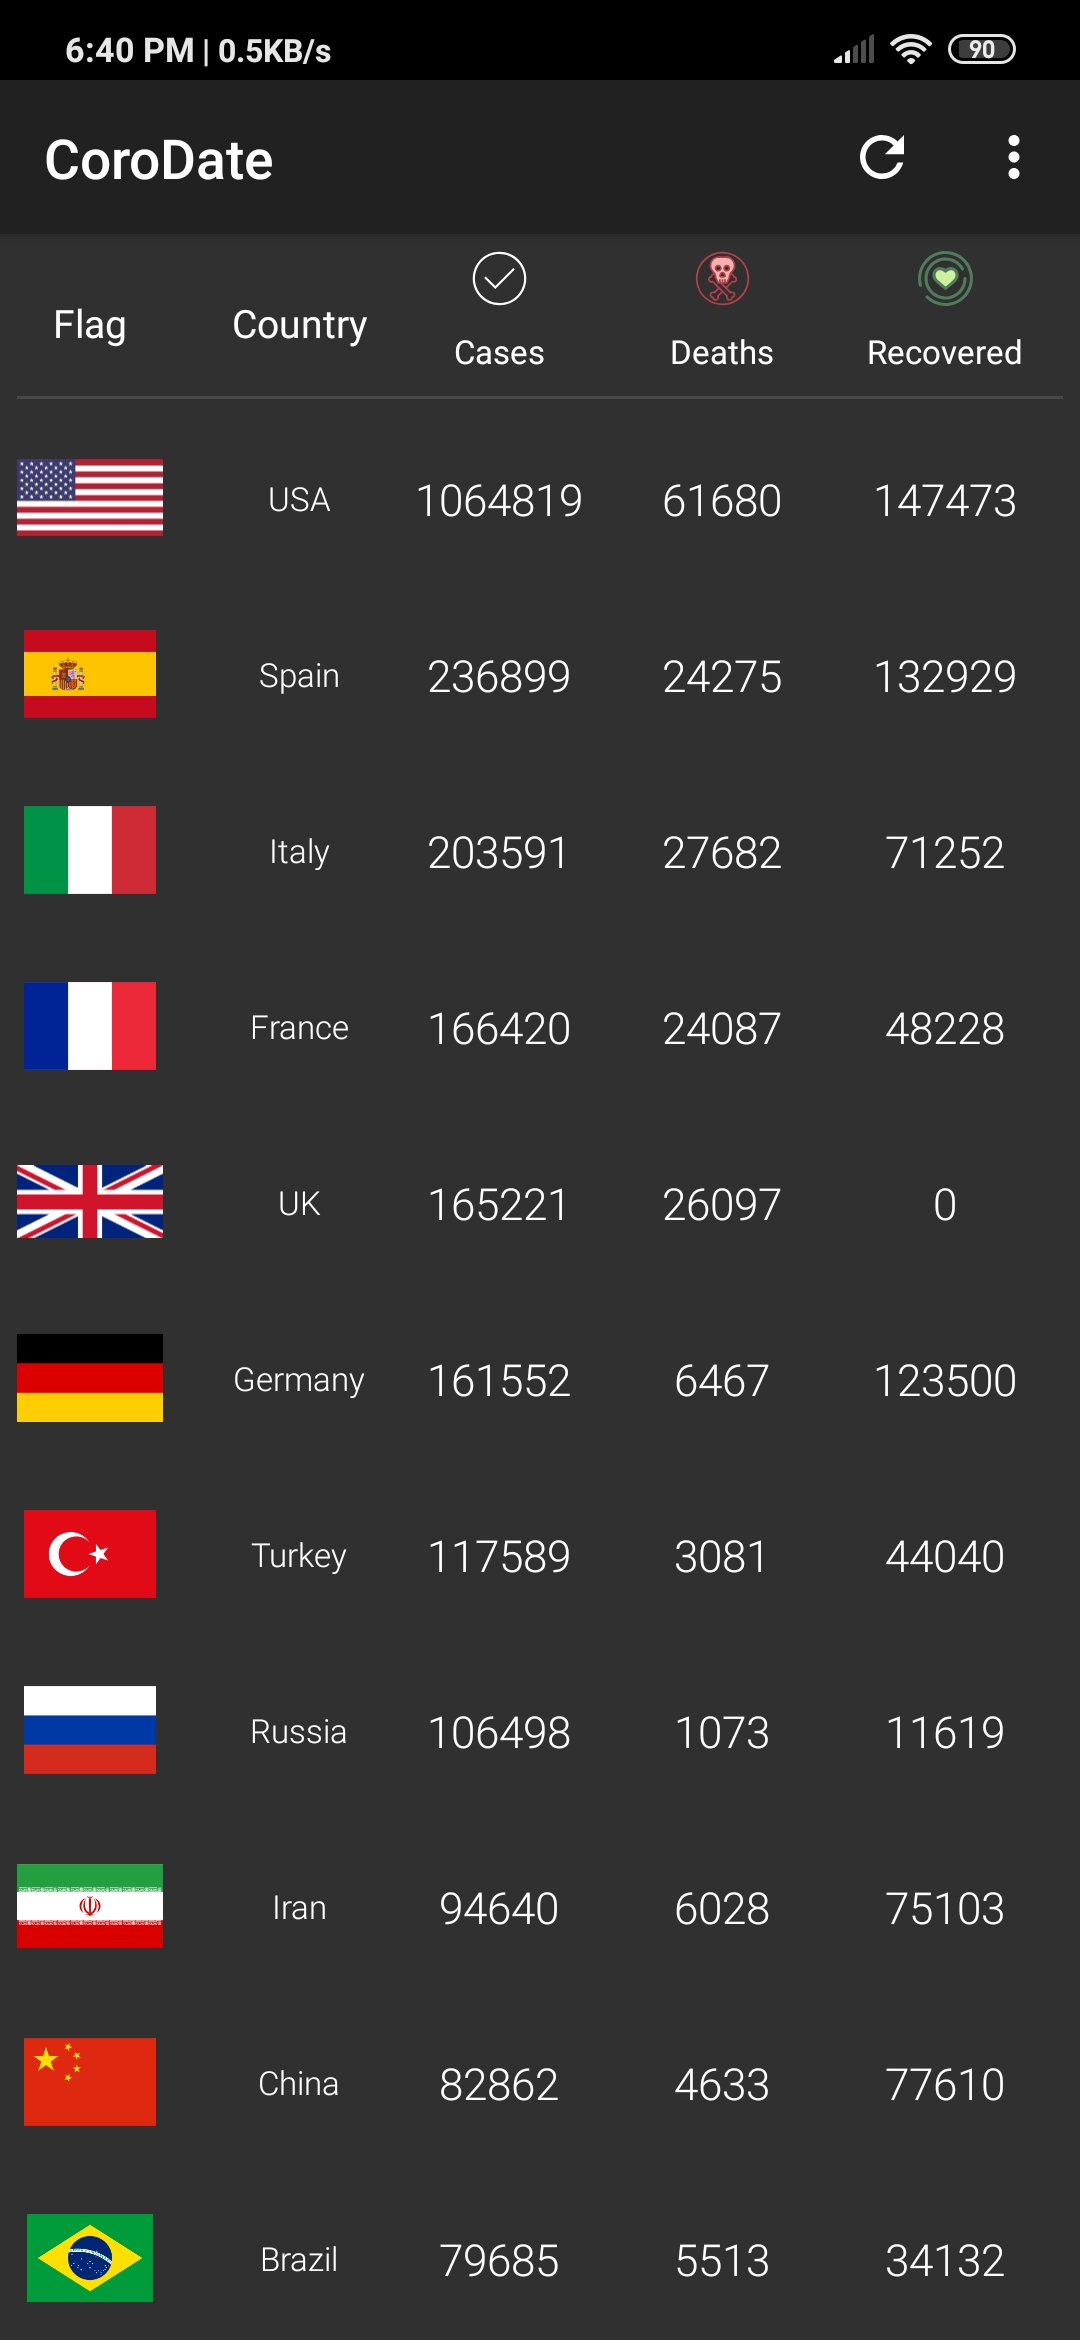 6:40 PM | 0.5KB/s 90
CoroDate
Flag Country Cases Deaths Recovered
USA 1064819 61680 147473
Spain 236899 24275 132929
Italy 203591 27682 71252
France 166420 24087 48228
UK 165221 26097 0
Germany 161552 6467 123500
Turkey 117589 3081 44040
Russia 106498 1073 11619
Iran 94640 6028 75103
China 82862 4633 77610
Brazil 79685 5513 34132